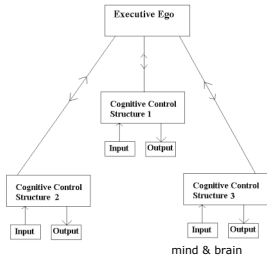 Executive Ego
Cognitive Control
Structure 1
Input
Output
Cognitive Control
Structure 2
Cognitive Control
Structure 3
Input
Output
Input
Output
mind & brain